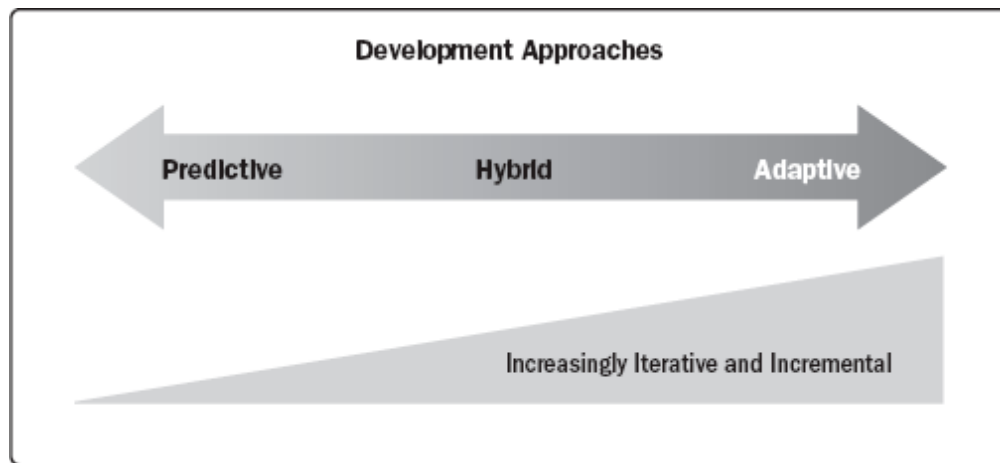 Development Approaches
Predictive Hybrid Adaptive
Increasingly Iterative and Incremental